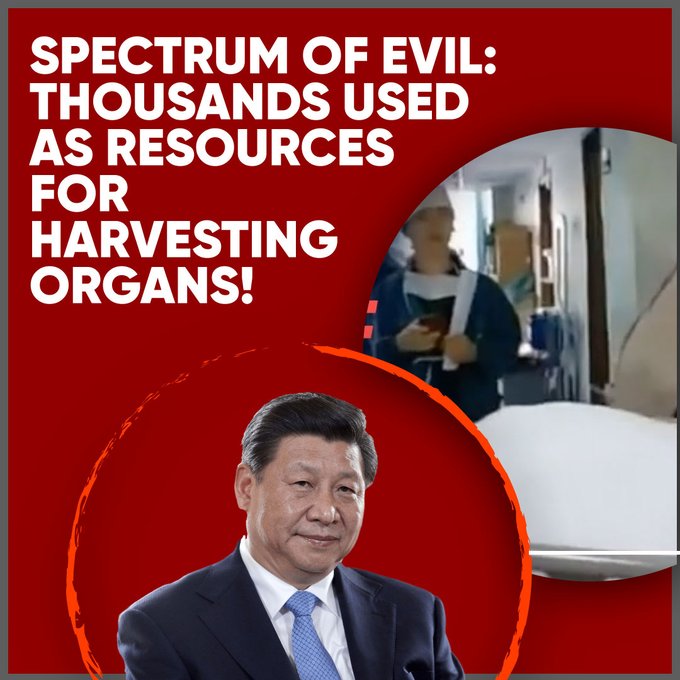 SPECTRUM OF EVIL:
THOUSANDS USED
AS RESOURCES
FOR
HARVESTING
ORGANS!